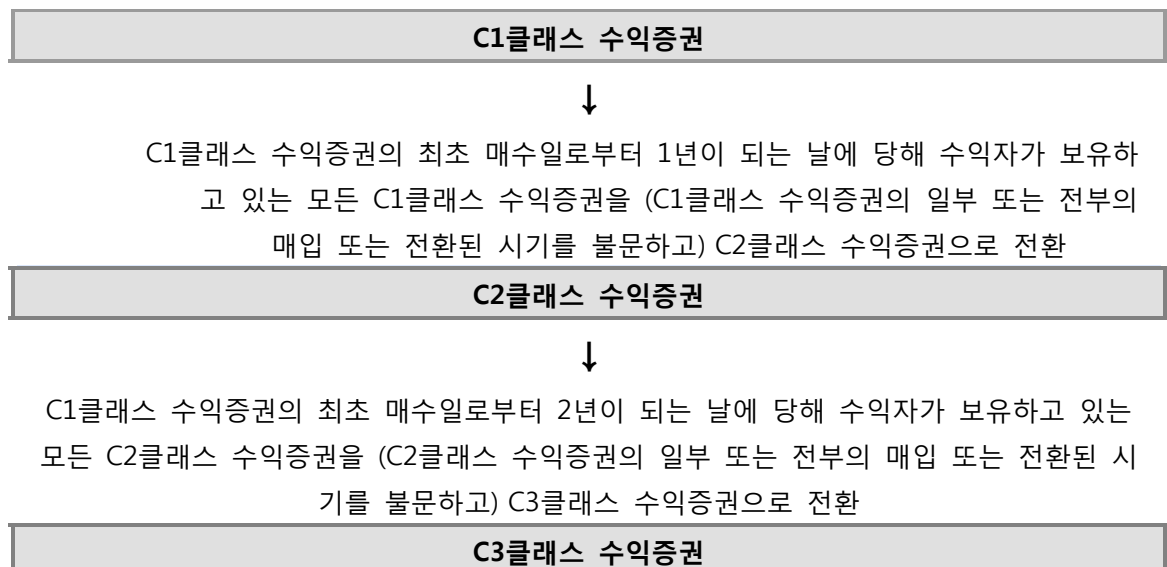 C1클래스 수익증권
↓
C1클래스 수익증권의 최초 매수일로부터 1년이 되는 날에 당해 수익자가 보유하
고 있는 모든 C1클래스 수익증권을 (C1클래스 수익증권의 일부 또는 전부의
매입 또는 전환된 시기를 불문하고) C2클래스 수익증권으로 전환
C2클래스 수익증권
↓
C1클래스 수익증권의 최초 매수일로부터 2년이 되는 날에 당해 수익자가 보유하고 있는
모든 C2클래스 수익증권을 (C2클래스 수익증권의 일부 또는 전부의 매입 또는 전환된 시
기를 불문하고) C3클래스 수익증권으로 전환
C3클래스 수익증권